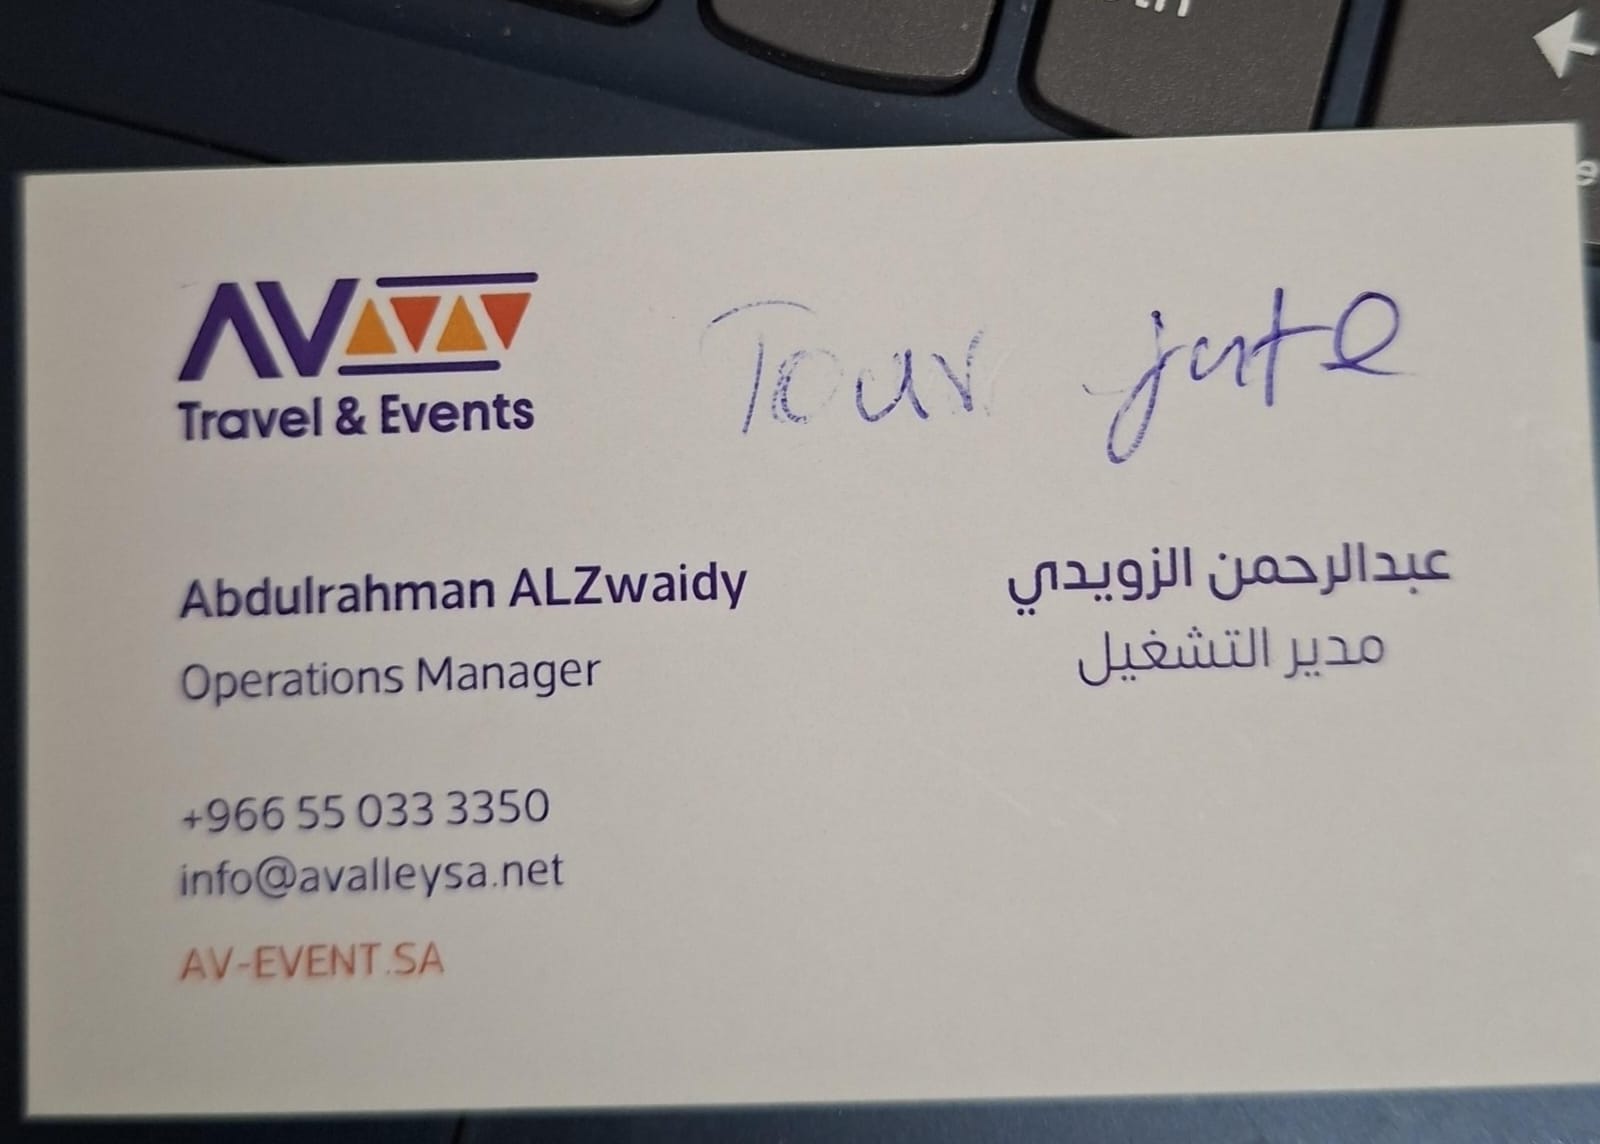 AV
Travel & Events
Tour
Abdulrahman ALZwaidy
عبدالرحمن الزويدي
Operations Manager
مدير التشغيل
+966 55 033 3350
info@avalleysa.net
AV-EVENT.SA